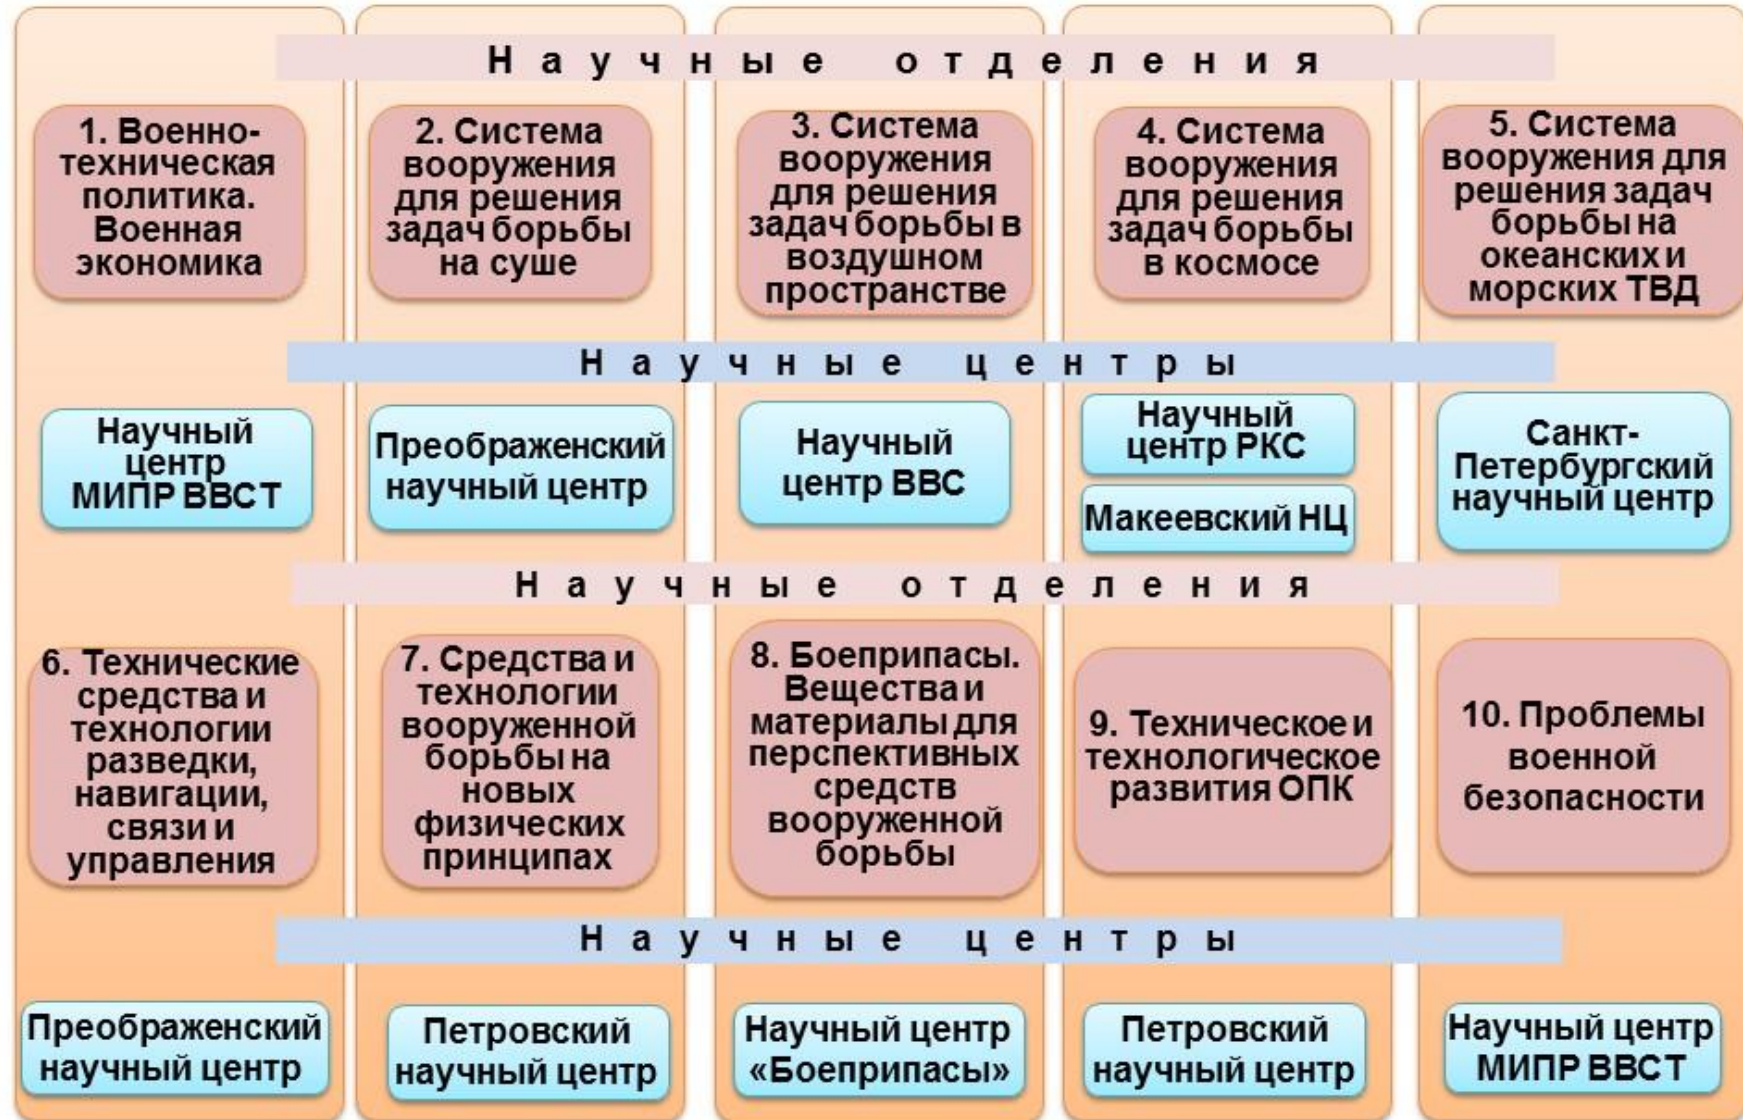 Научные отделения
1. Военно-
техническая
политика.
Военная
экономика
2. Система
вооружения
для решения
задач борьбы
на суше
3. Система
вооружения
для решения
задач борьбы в
воздушном
пространстве
4. Система
вооружения
для решения
задач борьбы
в космосе
5. Система
вооружения для
решения задач
борьбы на
океанских и
морских ТВД
Научные центры
Научный
центр
МИПР ВВСТ
Преображенский
научный центр
Научный
центр ВВС
Научный
центр РКС
Макеевский НЦ
Санкт-
Петербургский
научный центр
Научные отделения
6. Технические
средства и
технологии
разведки,
навигации,
связи и
управления
7. Средства и
технологии
вооруженной
борьбы на
новых
физических
принципах
8. Боеприпасы.
Вещества и
материалы для
перспективных
средств
вооруженной
борьбы
9. Техническое и
технологическое
развития ОПК
10. Проблемы
военной
безопасности
Научные центры
Преображенский
научный центр
Петровский
научный центр
Научный центр
«Боеприпасы»
Петровский
научный центр
Научный центр
МИПР ВВСТ